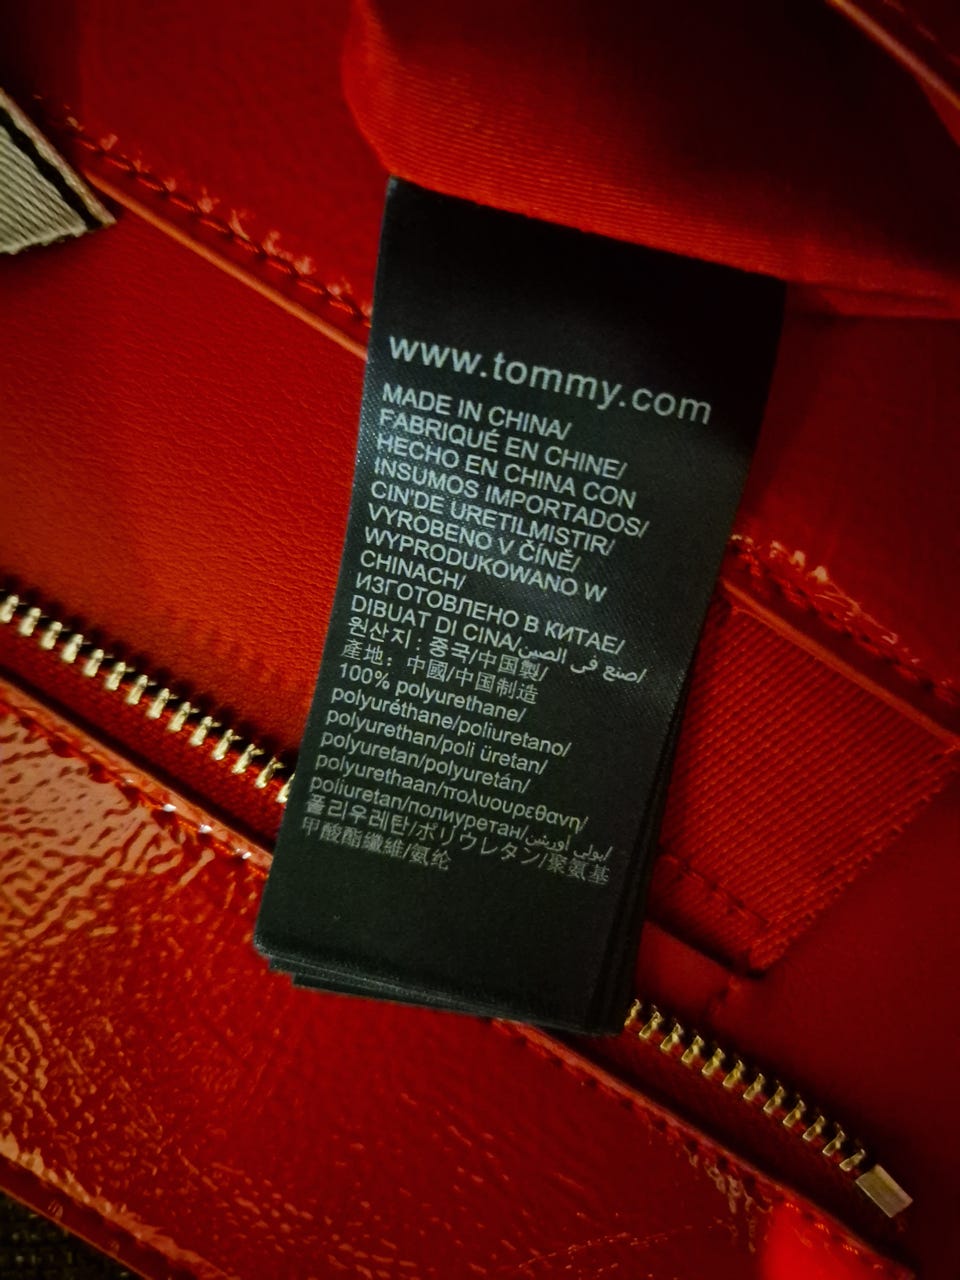 www.tommy.com
MADE IN CHINA/
FABRIQUÉ EN CHINE/
HECHO EN CHINA CON
INSUMOS IMPORTADOS/
CIN'DE URETILMISTIR/
VYROBENO V ČÍNĚ/
WYPRODUKOWANO W
CHINACH/
ИЗГОТОВЛЕНО В КИТАЕ/
DIBUAT DI CINA/صنع في الصين/
원산지 : 중국/中国製/
產地：中國/中国制造
100% polyurethane/
polyuréthane/poliuretano/
polyurethan/poli üretan/
polyuretan/polyuretán/
polyurethaan/πολυουρεθανη/
poliuretan/полиуретан/بولي أوريثين/
폴리우레탄/ポリウレタン/聚氨基
甲酸酯纖維/氨纶